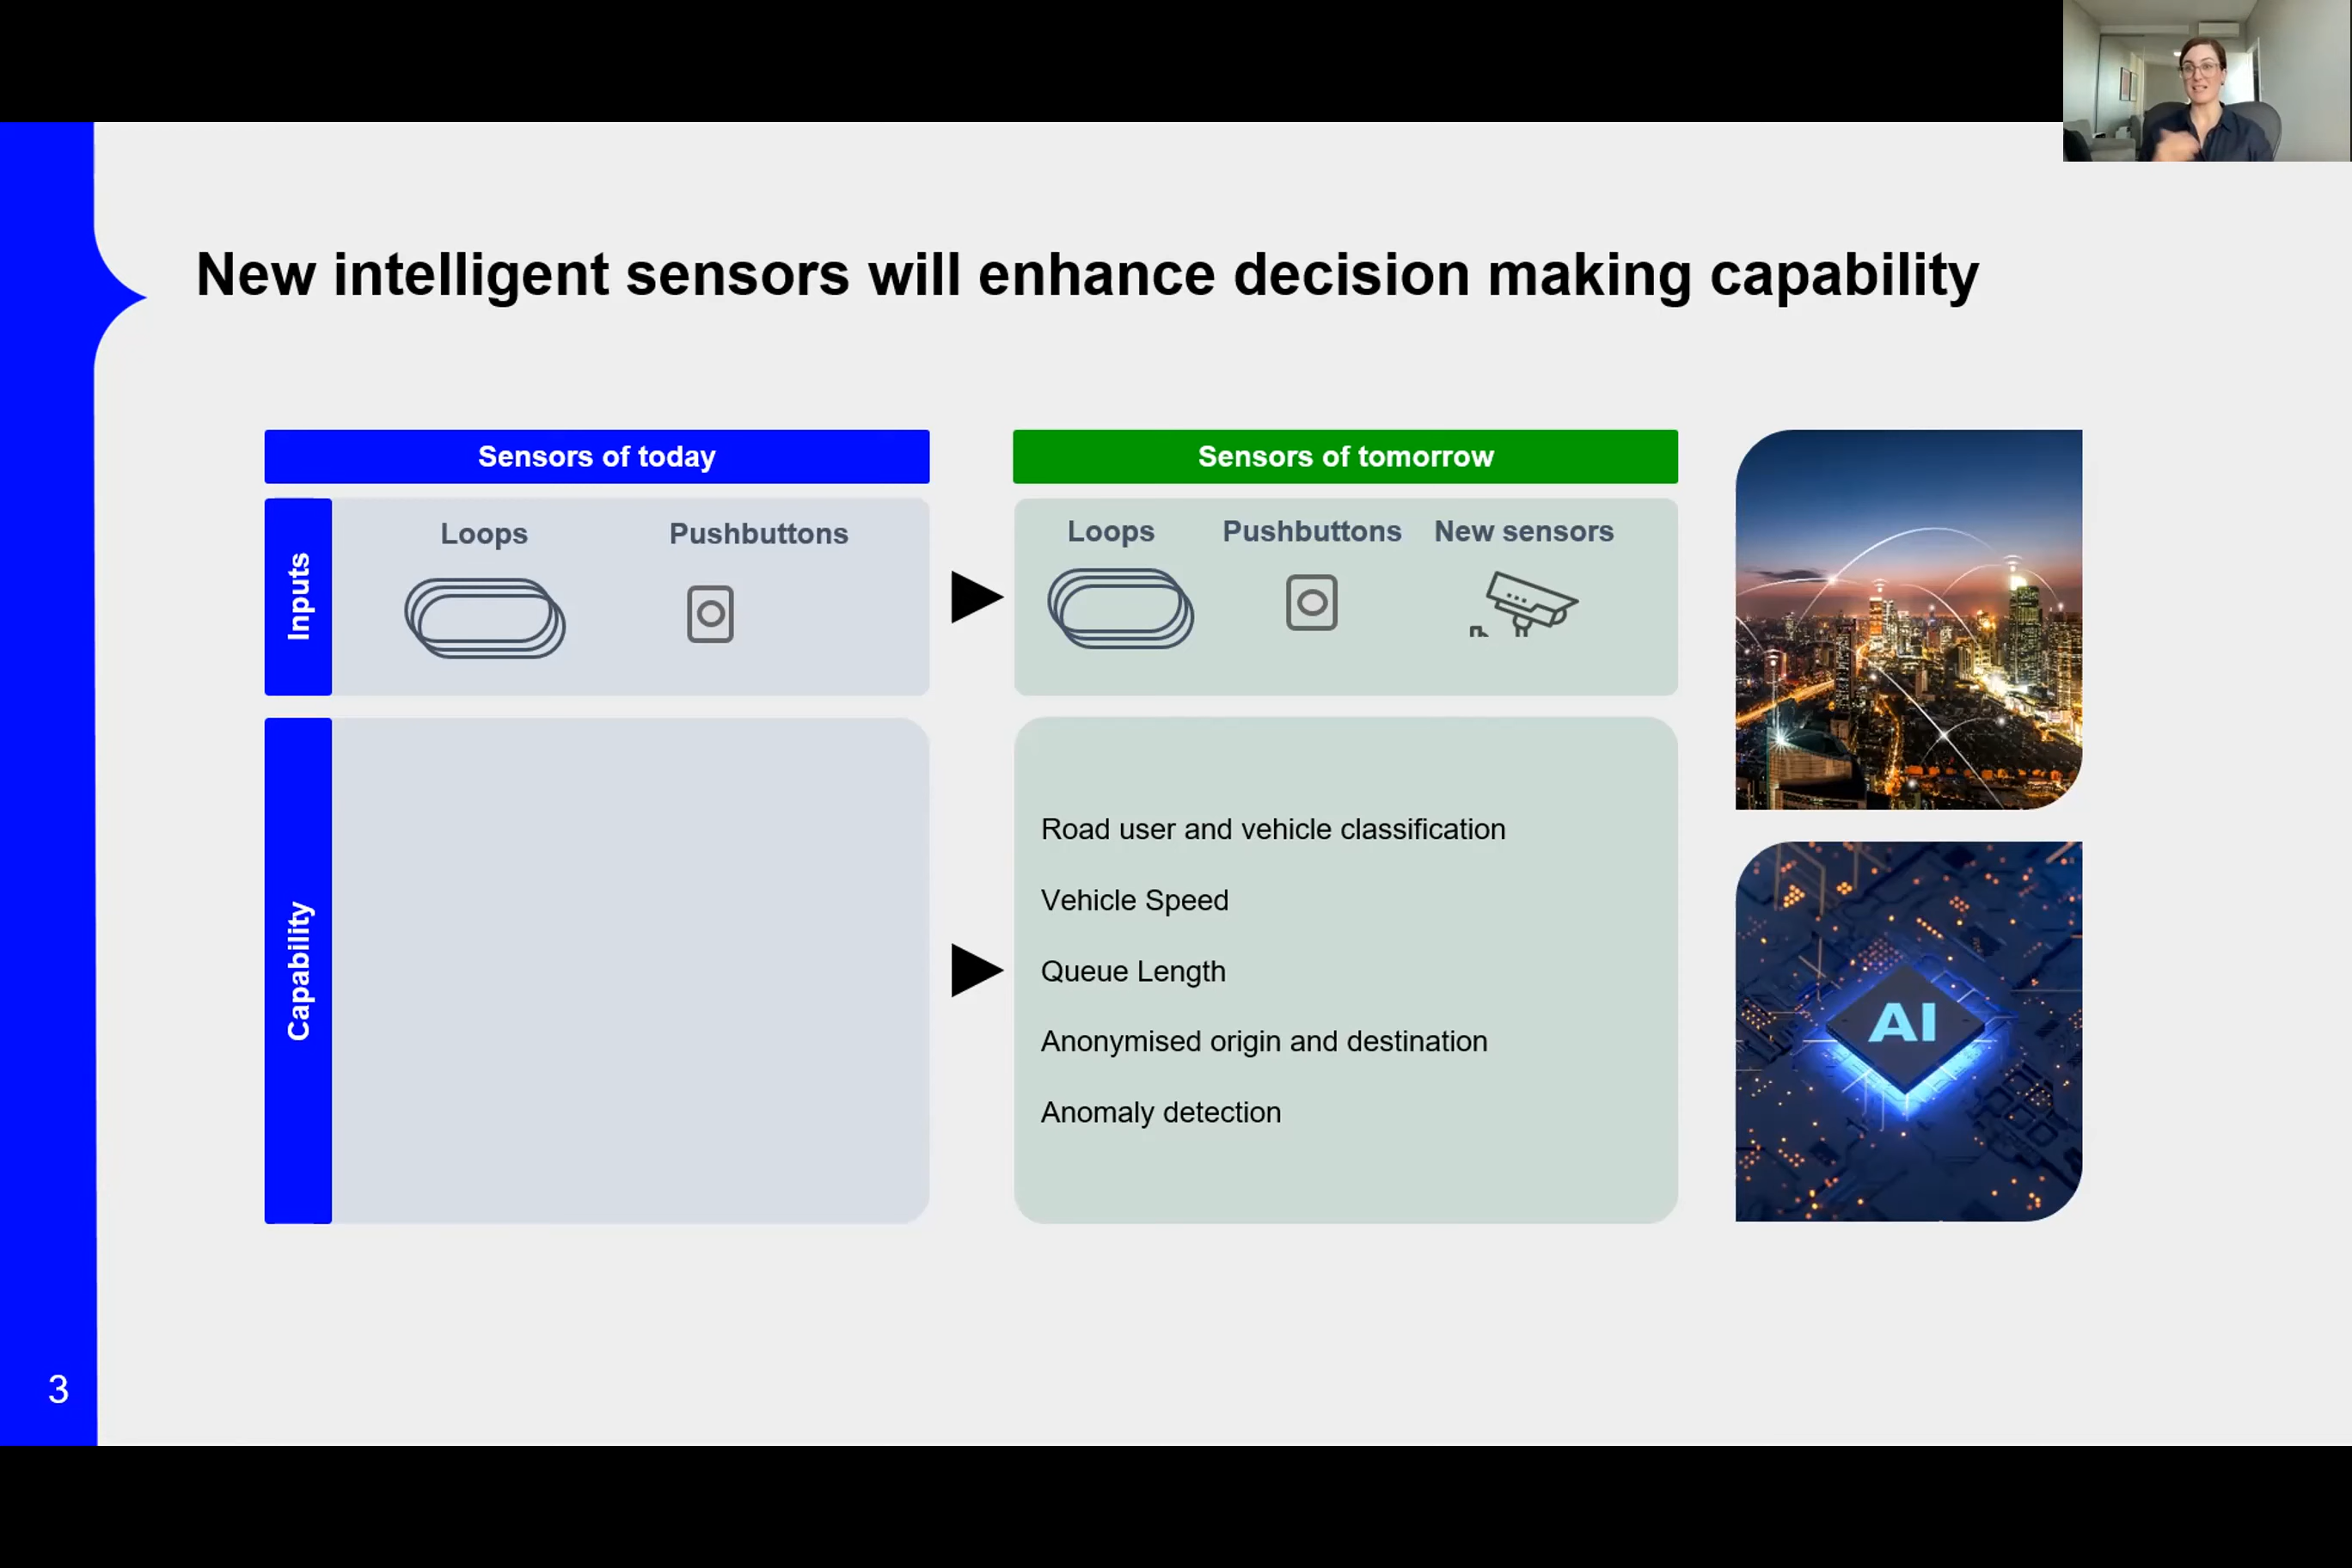 New intelligent sensors will enhance decision making capability
Sensors of today
Sensors of tomorrow
Inputs
Loops
Pushbuttons
Loops
Pushbuttons
New sensors
Capability
Road user and vehicle classification
Vehicle Speed
Queue Length
Anonymised origin and destination
Anomaly detection
AI
3